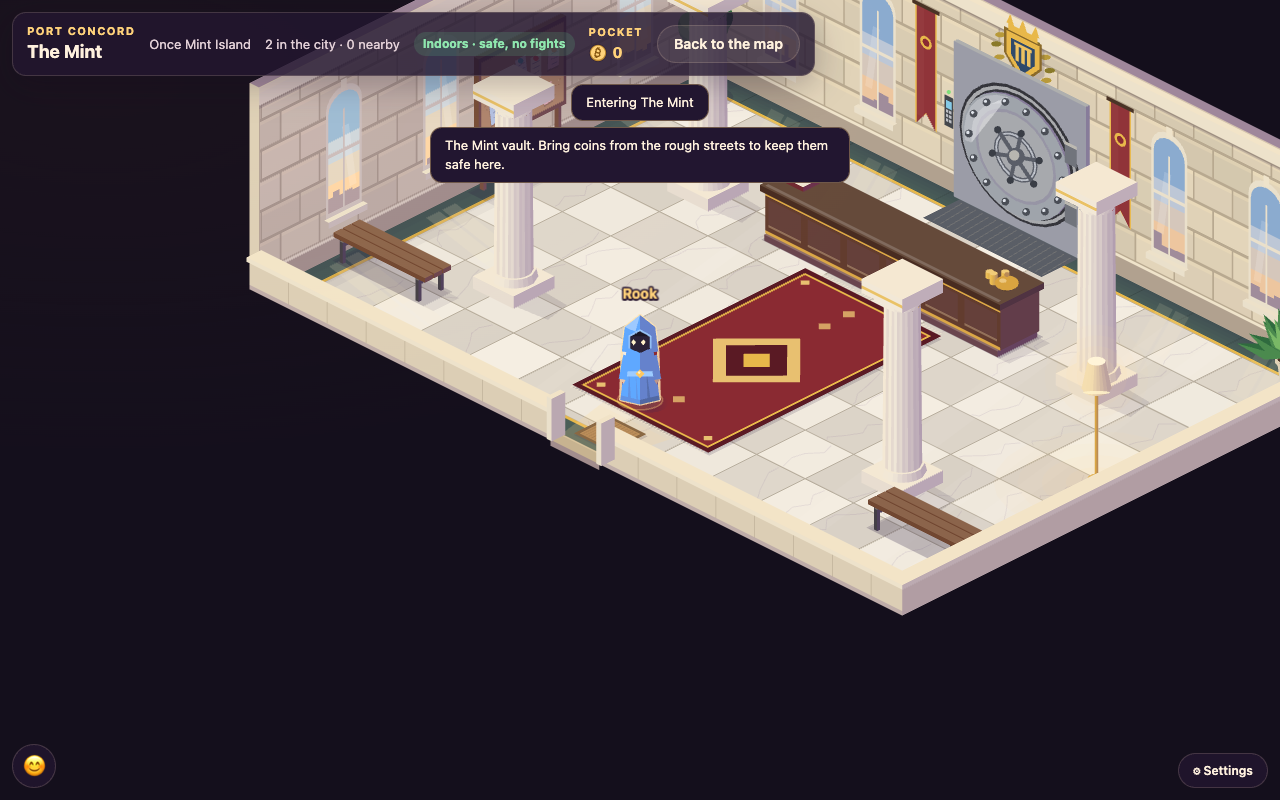 PORT CONCORD
The Mint
Once Mint Island
2 in the city · 0 nearby
Indoors · safe, no fights
POCKET
0
Back to the map
Entering The Mint
The Mint vault. Bring coins from the rough streets to keep them
safe here.
Rook
Settings